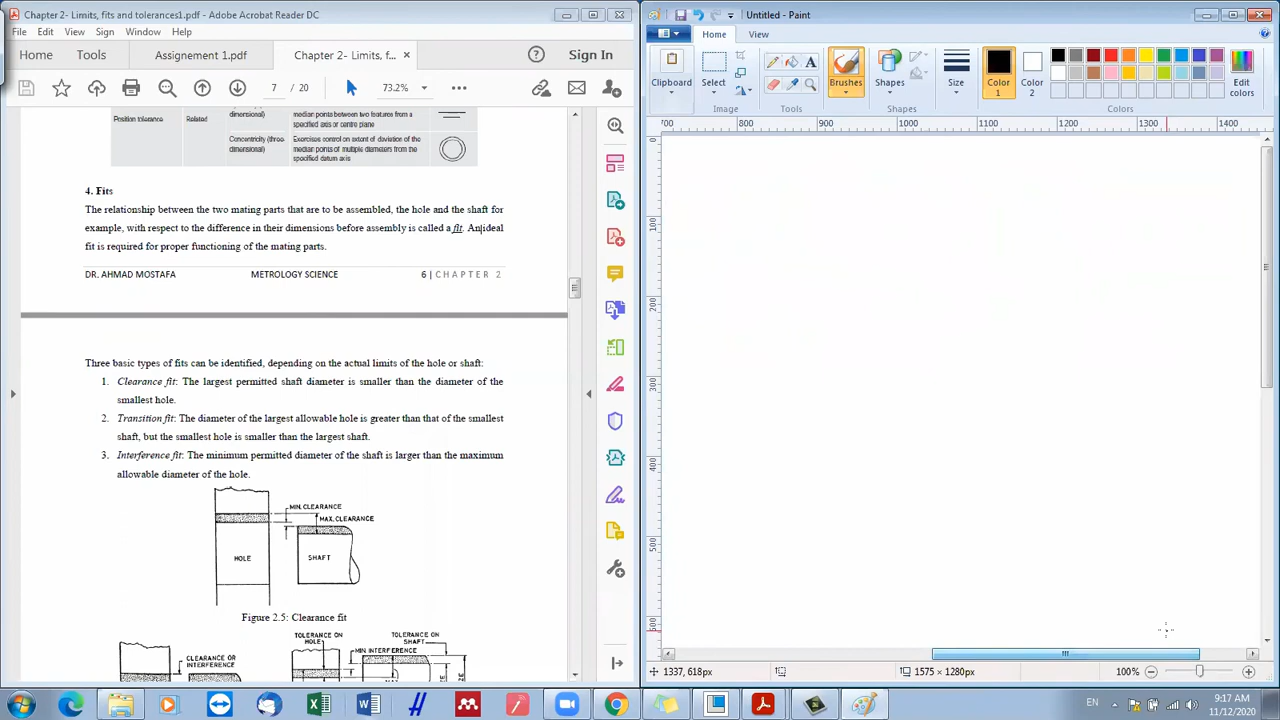 Chapter 2- Limits, fits and tolerances1.pdf - Adobe Acrobat Reader DC
File Edit View Sign Window Help
Home Tools Assignement 1.pdf Chapter 2- Limits, f... × Sign In
7 / 20 73.2%
dimensional) median points between two features from a
Position tolerance Related specified axis or centre plane
Concentricity (three- Exercises control on extent of deviation of the
dimensional) median points of multiple diameters from the
specified datum axis
4. Fits
The relationship between the two mating parts that are to be assembled, the hole and the shaft for
example, with respect to the difference in their dimensions before assembly is called a fit. An ideal
fit is required for proper functioning of the mating parts.
DR. AHMAD MOSTAFA METROLOGY SCIENCE 6 | CHAPTER 2
Three basic types of fits can be identified, depending on the actual limits of the hole or shaft:
1. Clearance fit: The largest permitted shaft diameter is smaller than the diameter of the
smallest hole.
2. Transition fit: The diameter of the largest allowable hole is greater than that of the smallest
shaft, but the smallest hole is smaller than the largest shaft.
3. Interference fit: The minimum permitted diameter of the shaft is larger than the maximum
allowable diameter of the hole.
MIN. CLEARANCE
MAX. CLEARANCE
HOLE SHAFT
Figure 2.5: Clearance fit
TOLERANCE ON
HOLE
TOLERANCE ON
SHAFT
CLEARANCE OR
INTERFERENCE
MIN INTERFERENCE
Untitled - Paint
Home View
Clipboard Select Brushes Shapes Size Color
1 Color
2 Edit
colors
Image Tools Shapes Colors
700 800 900 1000 1100 1200 1300 1400
0
100
200
300
400
500
600
1337, 618px 1575 × 1280px 100%
EN 9:17 AM
11/12/2020